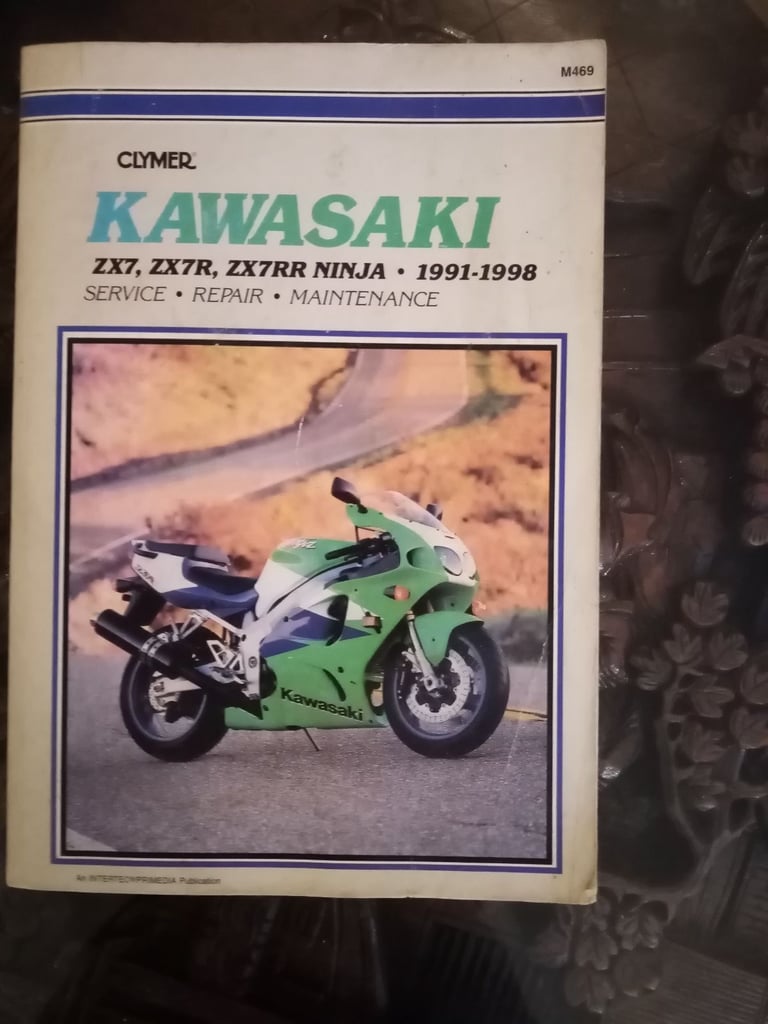 M469
CLYMER®
KAWASAKI
ZX7, ZX7R, ZX7RR NINJA • 1991-1998
SERVICE • REPAIR • MAINTENANCE
Kawasaki
An INTERTEC/PRIMEDIA Publication